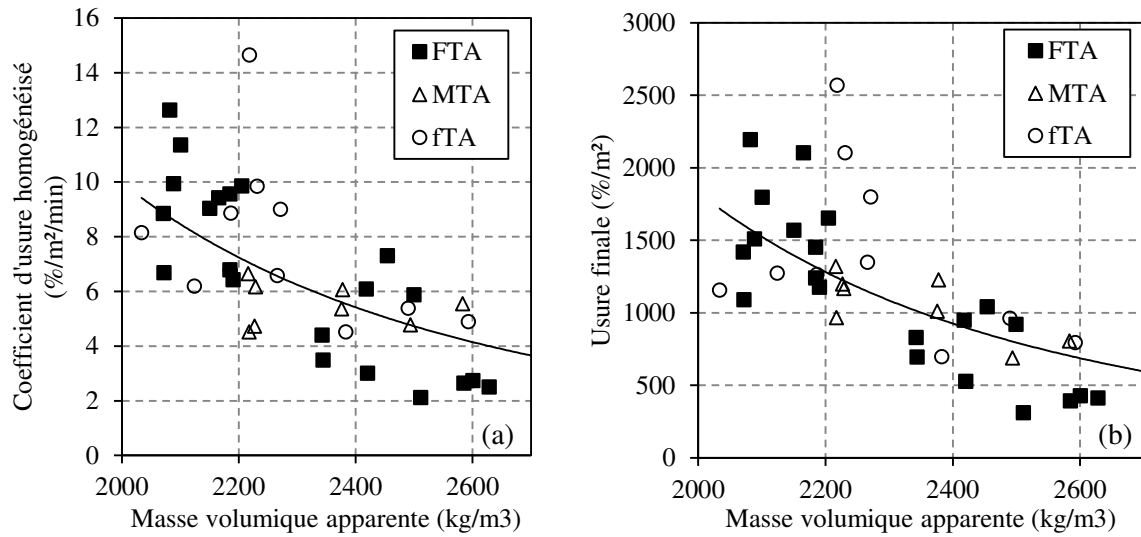 Coefficient d'usure homogénéisé
(%/m²/min)
16
14
12
10
8
6
4
2
0
FTA
MTA
fTA
(a)
2000 2200 2400 2600
Masse volumique apparente (kg/m3)
Usure finale (%/m²)
3000
2500
2000
1500
1000
500
0
FTA
MTA
fTA
(b)
2000 2200 2400 2600
Masse volumique apparente (kg/m3)